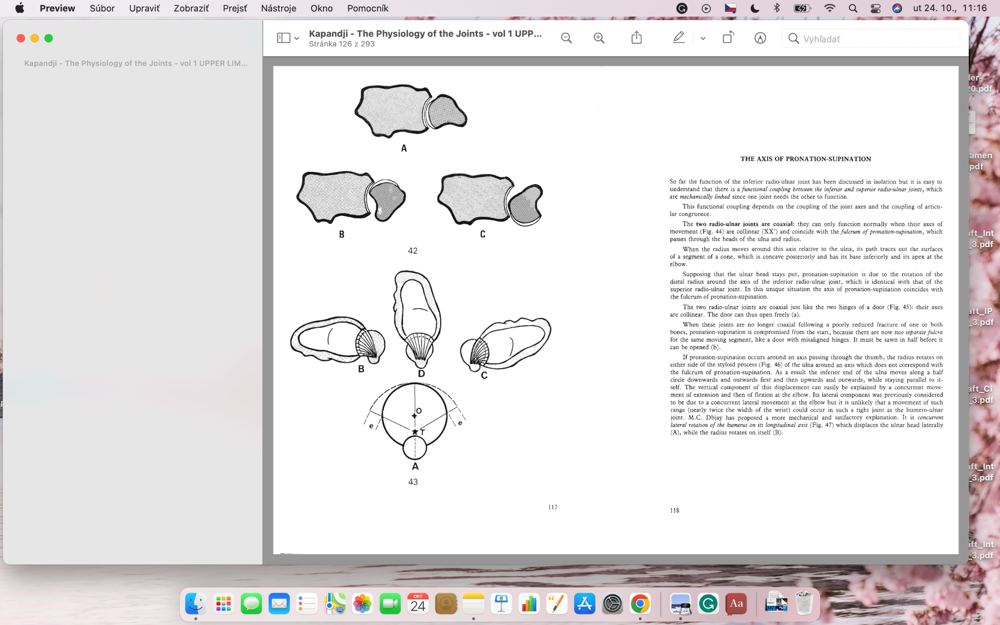 Preview Súbor Upraviť Zobraziť Prejsť Nástroje Okno Pomocník
ut 24. 10., 11:16
Kapandji - The Physiology of the Joints - vol 1 UPPER LIM...
Kapandji - The Physiology of the Joints - vol 1 UPP...
Stránka 126 z 293
Vyhľadať
A
B
C
42
B
D
C
O
T
e
e
A
43
117
THE AXIS OF PRONATION-SUPINATION
So far the function of the inferior radio-ulnar joint has been discussed in isolation but it is easy to
understand that there is a functional coupling between the inferior and superior radio-ulnar joints, which
are mechanically linked since one joint needs the other to function.
This functional coupling depends on the coupling of the joint axes and the coupling of articu-
lar congruence.
The two radio-ulnar joints are coaxial: they can only function normally when their axes of
movement (Fig. 44) are collinear (XX') and coincide with the fulcrum of pronation-supination, which
passes through the heads of the ulna and radius.
When the radius moves around this axis relative to the ulna, its path traces out the surfaces
of a segment of a cone, which is concave posteriorly and has its base inferiorly and its apex at the
elbow.
Supposing that the ulnar head stays put, pronation-supination is due to the rotation of the
distal radius around the axis of the inferior radio-ulnar joint, which is identical with that of the
superior radio-ulnar joint. In this unique situation the axis of pronation-supination coincides with
the fulcrum of pronation-supination.
The two radio-ulnar joints are coaxial just like the two hinges of a door (Fig. 45): their axes
are collinear. The door can thus open freely (a).
When these joints are no longer coaxial following a poorly reduced fracture of one or both
bones, pronation-supination is compromised from the start, because there are now two separate fulcra
for the same moving segment, like a door with misaligned hinges. It must be sawn in half before it
can be opened (b).
If pronation-supination occurs around an axis passing through the thumb, the radius rotates on
either side of the styloid process (Fig. 46) of the ulna around an axis which does not correspond with
the fulcrum of pronation-supination. As a result the inferior end of the ulna moves along a half
circle downwards and outwards first and then upwards and outwards, while staying parallel to it-
self. The vertical component of this displacement can easily be explained by a concurrent move-
ment of extension and then of flexion at the elbow. Its lateral component was previously considered
to be due to a concurrent lateral movement at the elbow but it is unlikely that a movement of such
range (nearly twice the width of the wrist) could occur in such a tight joint as the humero-ulnar
joint. M.C. Dbjay has proposed a more mechanical and satifactory explanation. It is concurrent
lateral rotation of the humerus on its longitudinal axis (Fig. 47) which displaces the ulnar head laterally
(A), while the radius rotates on itself (B).
118
ler-
20.pdf
amen
pdf
aft_Int
_3.pdf
aft_IP
_3.pdf
aft_Cl
_3.pdf
aft_Int
_3.pdf
aft_Int
_3.pdf
OKT
24
Aa